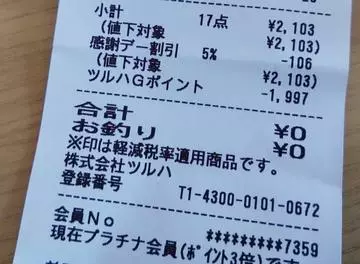 小計 17点 ¥2,103
(値下対象 ¥2,103)
感謝デー割引 5% -106
(値下対象 ¥2,103)
ツルハGポイント -1,997
合計 ¥0
お釣り ¥0
※印は軽減税率適用商品です。
株式会社ツルハ
登録番号 T1-4300-0101-0672
会員No *********7359
現在プラチナ会員(ポイント3倍)です